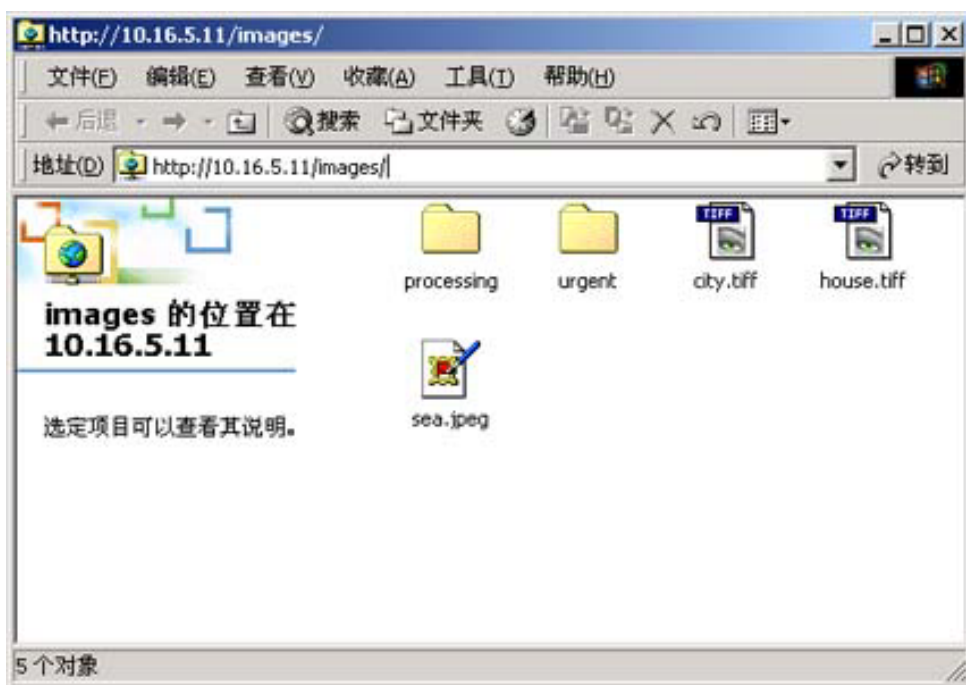 http://10.16.5.11/images/
文件(F) 编辑(E) 查看(V) 收藏(A) 工具(T) 帮助(H)
后退 搜索 文件夹
地址(D) http://10.16.5.11/images/ 转到
TIFF TIFF
processing urgent city.tiff house.tiff
images 的位置在
10.16.5.11
sea.jpeg
选定项目可以查看其说明。
5 个对象